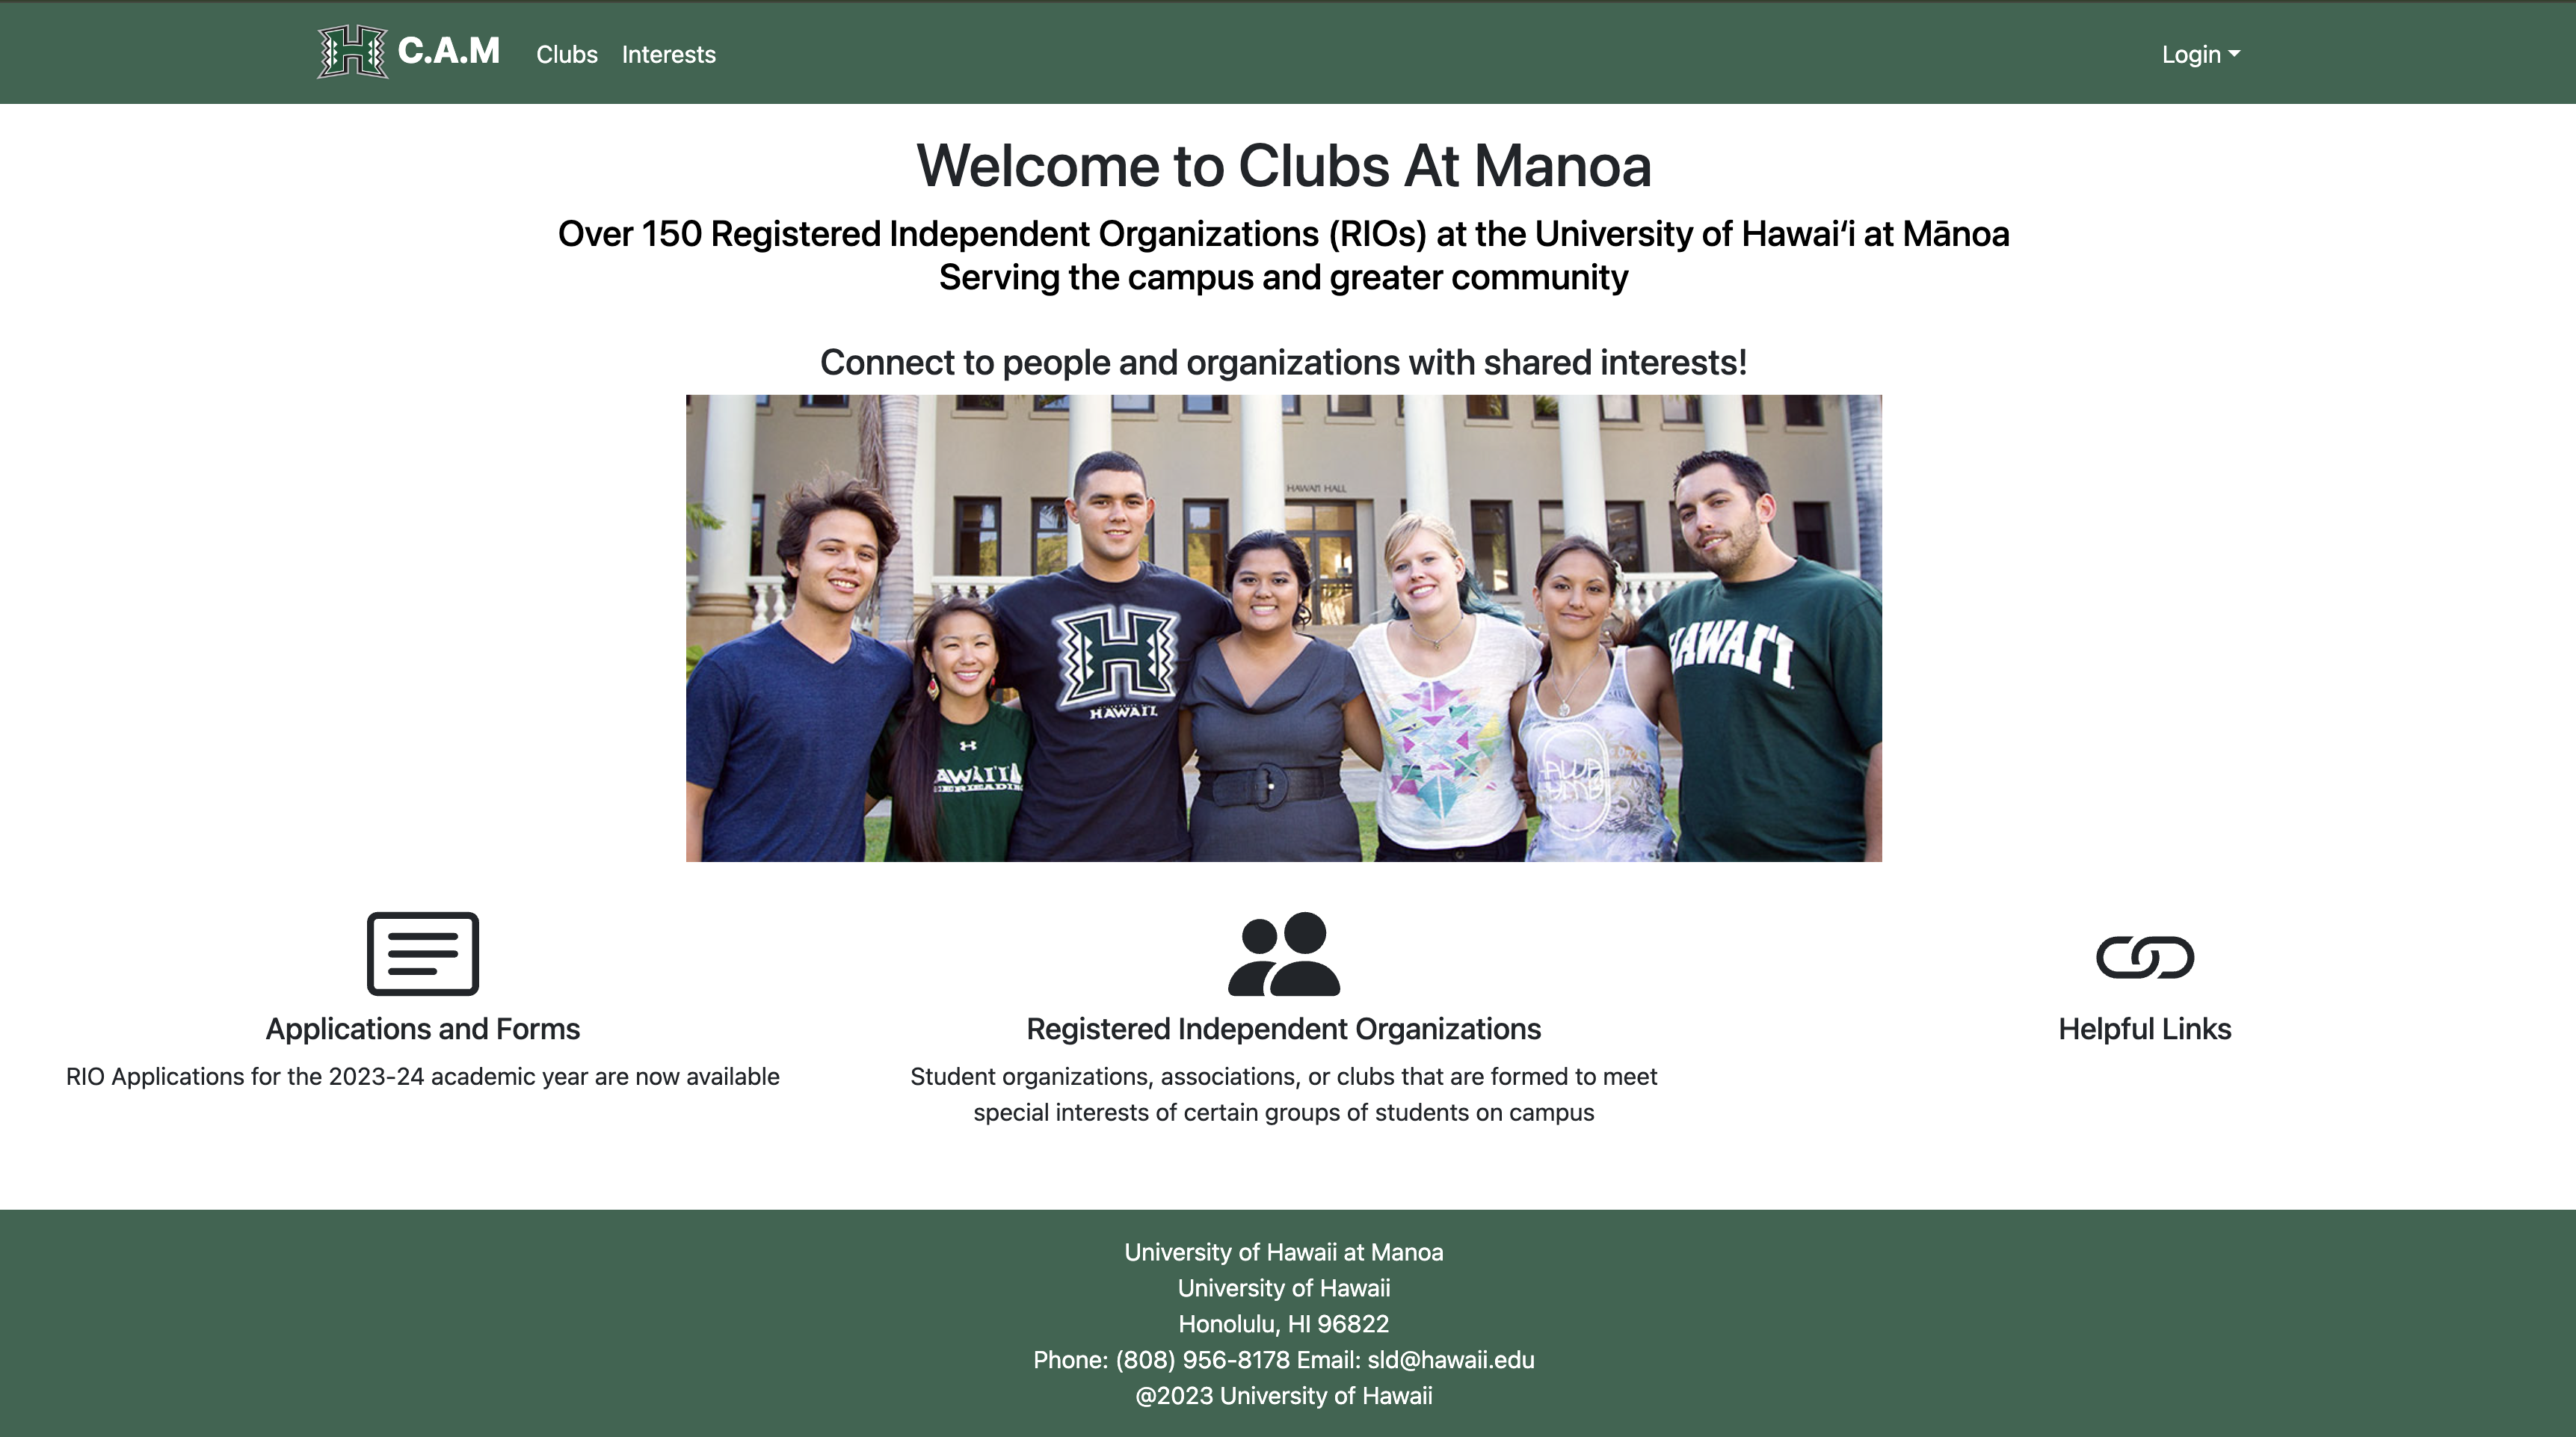 C.A.M Clubs Interests Login
Welcome to Clubs At Manoa
Over 150 Registered Independent Organizations (RIOs) at the University of Hawaiʻi at Mānoa
Serving the campus and greater community
Connect to people and organizations with shared interests!
HAWAI'I HALL
H
HAWAI'I
HAWAI'I
Applications and Forms
RIO Applications for the 2023-24 academic year are now available
Registered Independent Organizations
Student organizations, associations, or clubs that are formed to meet
special interests of certain groups of students on campus
Helpful Links
University of Hawaii at Manoa
University of Hawaii
Honolulu, HI 96822
Phone: (808) 956-8178 Email: sld@hawaii.edu
@2023 University of Hawaii